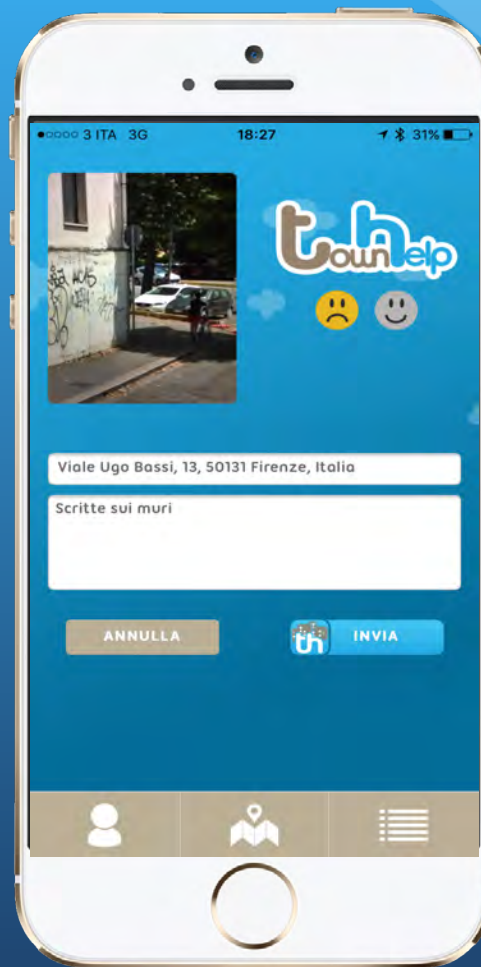 3 ITA 3G 18:27 31%
townhelp
Viale Ugo Bassi, 13, 50131 Firenze, Italia
Scritte sui muri
ANNULLA
th INVIA